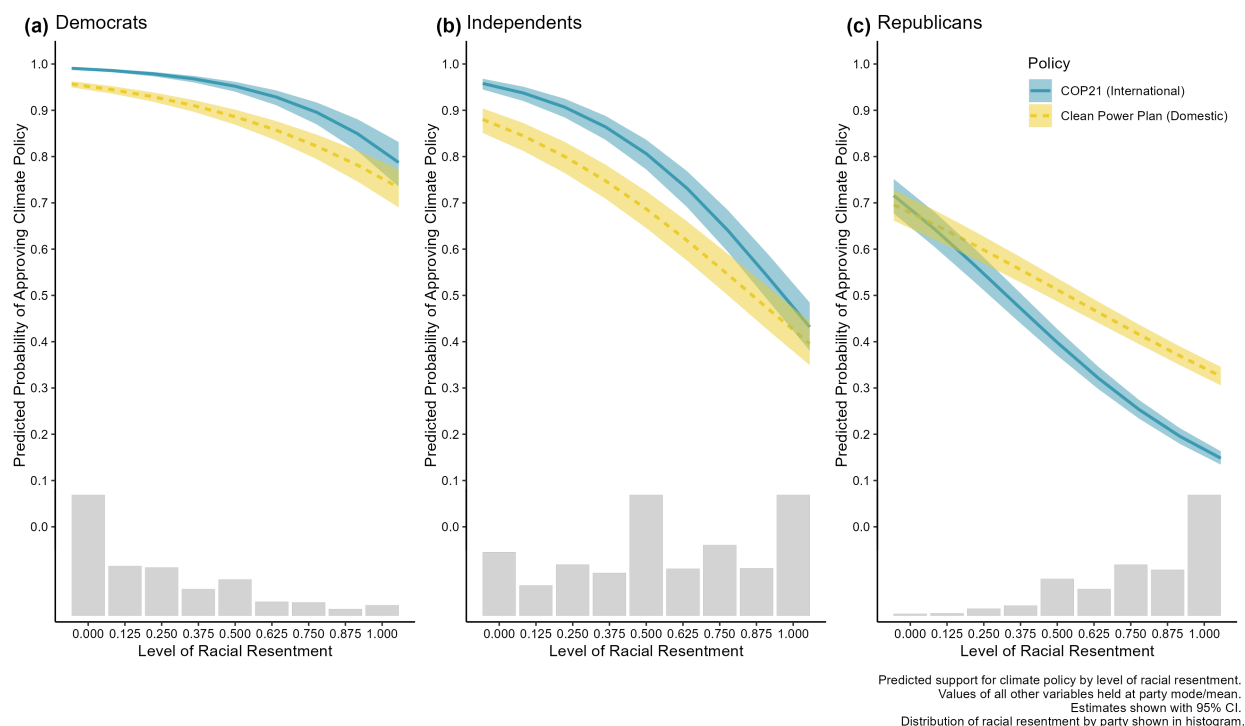 (a) Democrats
Predicted Probability of Approving Climate Policy
1.0
0.9
0.8
0.7
0.6
0.5
0.4
0.3
0.2
0.1
0.0
0.000 0.125 0.250 0.375 0.500 0.625 0.750 0.875 1.000
Level of Racial Resentment
(b) Independents
Predicted Probability of Approving Climate Policy
1.0
0.9
0.8
0.7
0.6
0.5
0.4
0.3
0.2
0.1
0.0
0.000 0.125 0.250 0.375 0.500 0.625 0.750 0.875 1.000
Level of Racial Resentment
(c) Republicans
Predicted Probability of Approving Climate Policy
1.0
0.9
0.8
0.7
0.6
0.5
0.4
0.3
0.2
0.1
0.0
Policy
COP21 (International)
Clean Power Plan (Domestic)
0.000 0.125 0.250 0.375 0.500 0.625 0.750 0.875 1.000
Level of Racial Resentment
Predicted support for climate policy by level of racial resentment.
Values of all other variables held at party mode/mean.
Estimates shown with 95% CI.
Distribution of racial resentment by party shown in histogram.